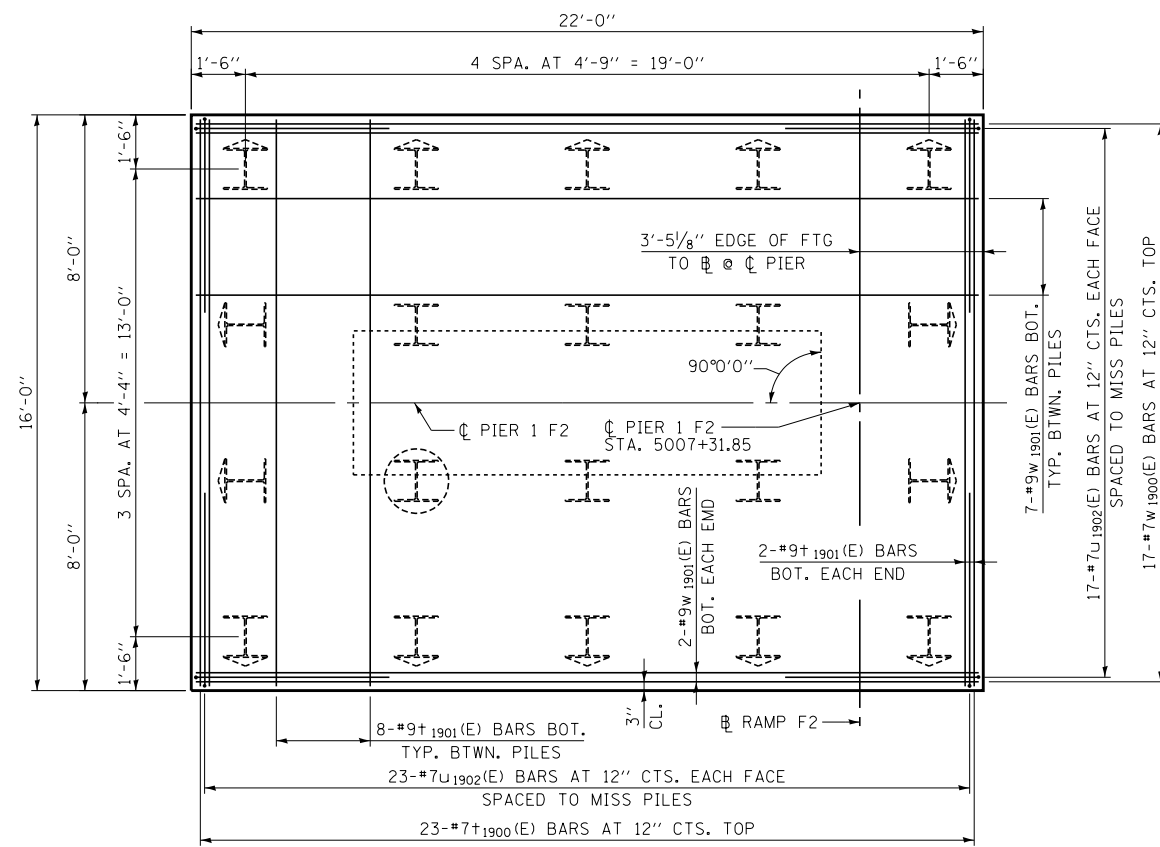 22'-0"
1'-6"
4 SPA. AT 4'-9" = 19'-0"
1'-6"
16'-0"
8'-0"
8'-0"
1'-6"
3 SPA. AT 4'-4" = 13'-0"
1'-6"
3'-5 1/8" EDGE OF FTG
TO ℄ @ ℄ PIER
90°0'0"
℄ PIER 1 F2
℄ PIER 1 F2
STA. 5007+31.85
2-#9w1901(E) BARS
BOT. EACH EMD
2-#9t1901(E) BARS
BOT. EACH END
7-#9w1901(E) BARS BOT.
TYP. BTWN. PILES
17-#7u1902(E) BARS AT 12" CTS. EACH FACE
SPACED TO MISS PILES
17-#7w1900(E) BARS AT 12" CTS. TOP
3"
CL.
℄ RAMP F2
8-#9t1901(E) BARS BOT.
TYP. BTWN. PILES
23-#7u1902(E) BARS AT 12" CTS. EACH FACE
SPACED TO MISS PILES
23-#7t1900(E) BARS AT 12" CTS. TOP